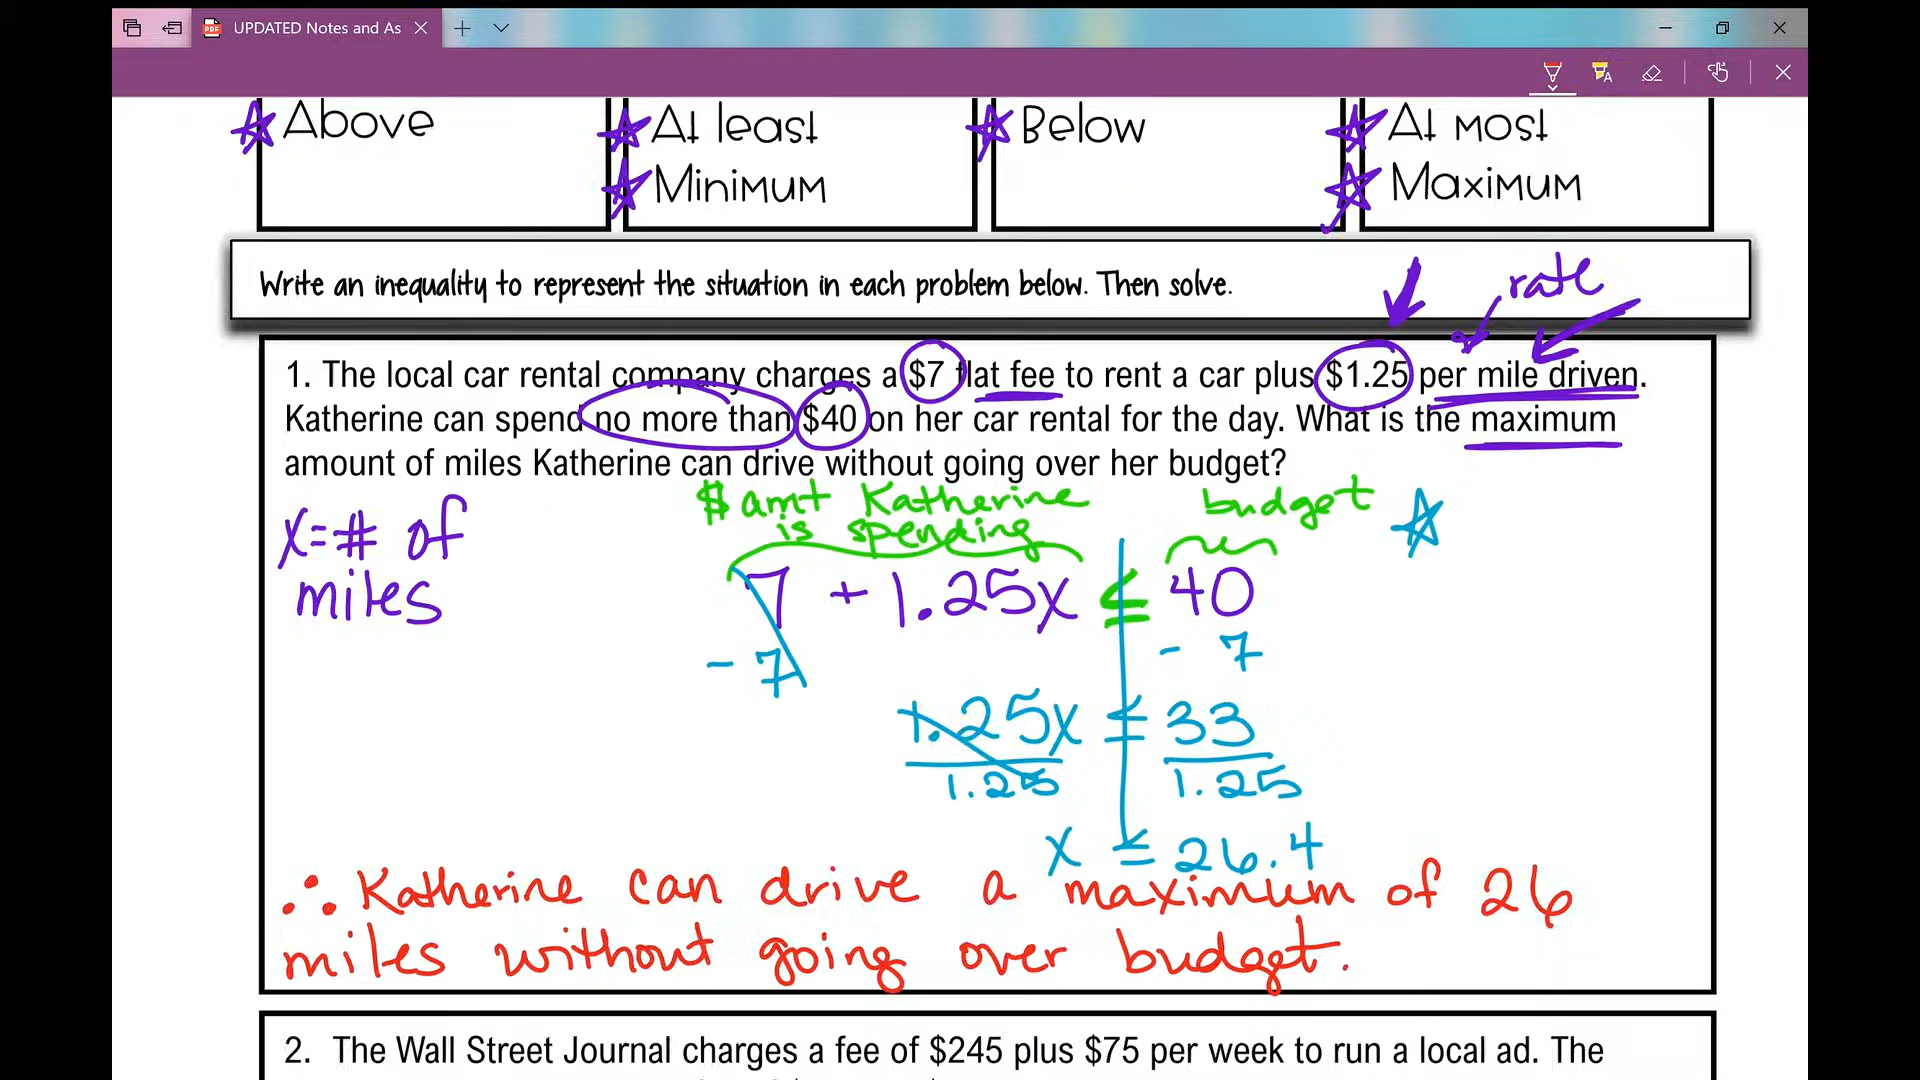 UPDATED Notes and As
Above
At least
Minimum
Below
At most
Maximum
Write an inequality to represent the situation in each problem below. Then solve.
rate
1. The local car rental company charges a $7 flat fee to rent a car plus $1.25 per mile driven.
Katherine can spend no more than $40 on her car rental for the day. What is the maximum
amount of miles Katherine can drive without going over her budget?
x = # of
miles
$ amt Katherine
is spending
budget
7 + 1.25x ≤ 40
- 7 - 7
1.25x ≤ 33
1.25 1.25
x ≤ 26.4
∴ Katherine can drive a maximum of 26
miles without going over budget.
2. The Wall Street Journal charges a fee of $245 plus $75 per week to run a local ad. The